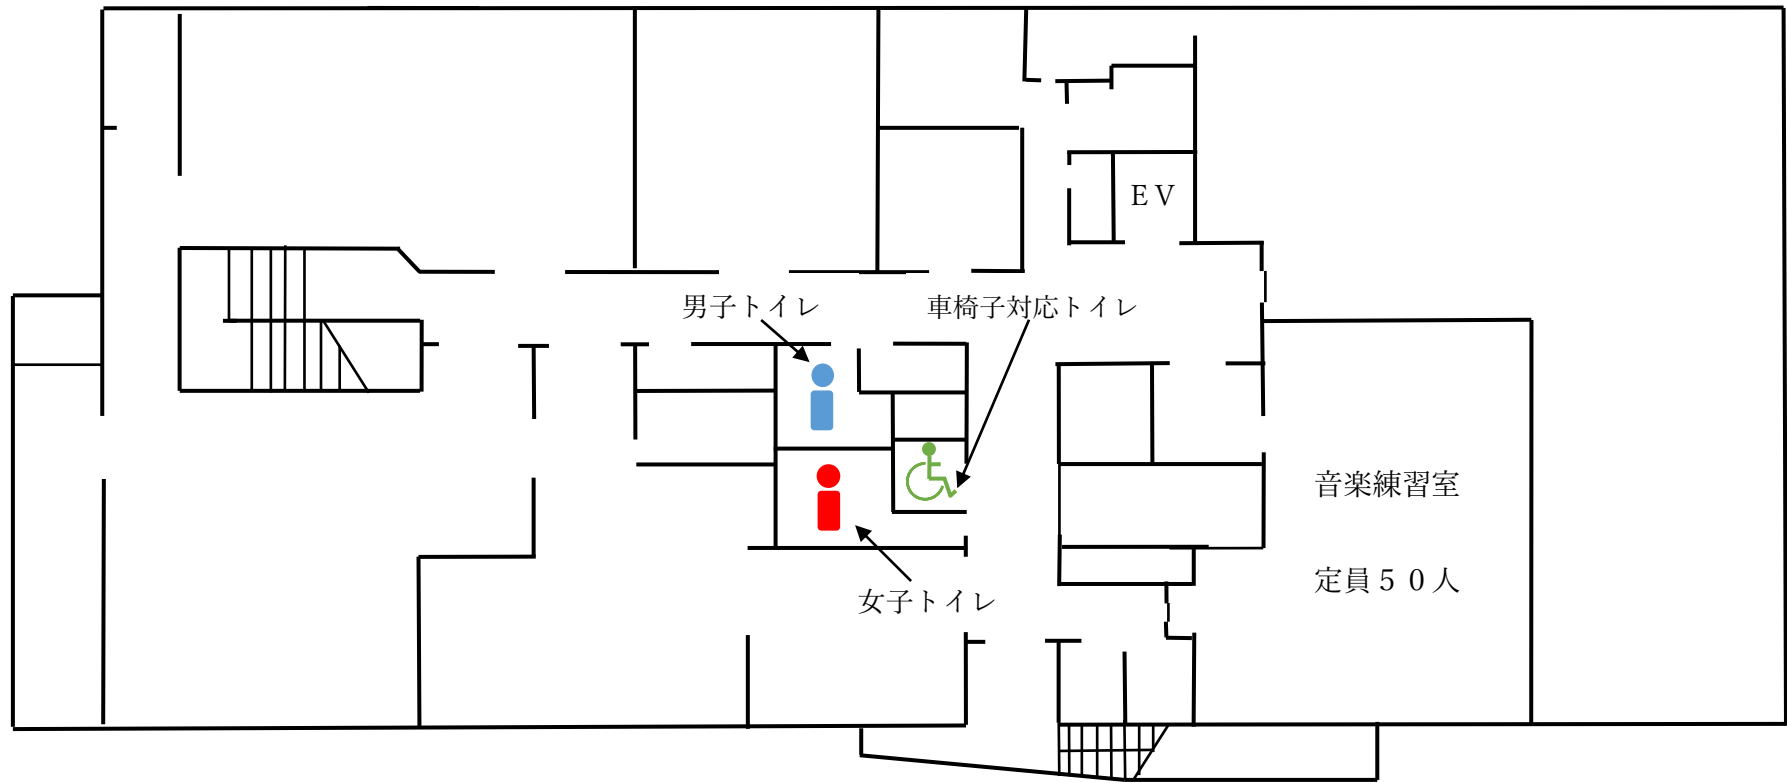 ＥＶ
男子トイレ
車椅子対応トイレ
音楽練習室
定員５０人
女子トイレ